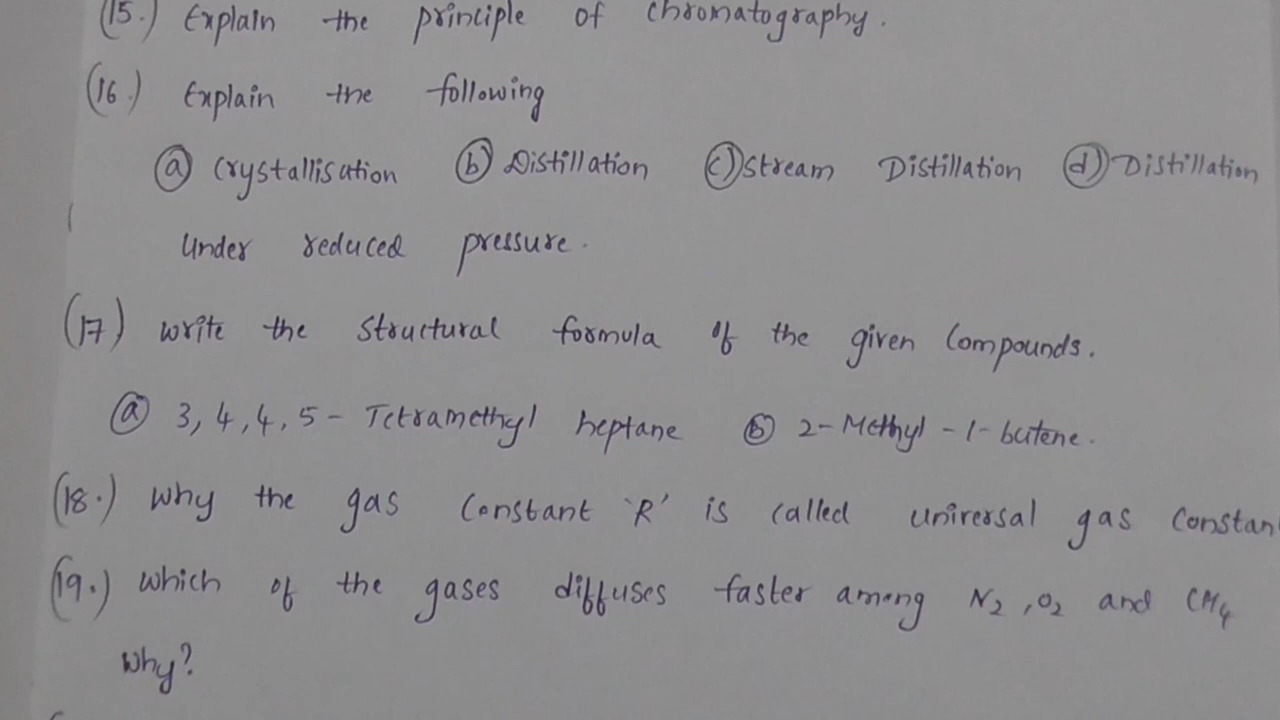 (15.) Explain the principle of chromatography.
(16.) Explain the following
(a) Crystallisation (b) Distillation (c) Stream Distillation (d) Distillation
Under reduced pressure.
(17) write the structural formula of the given Compounds.
(a) 3, 4, 4, 5 - Tetramethyl heptane (b) 2 - Methyl - 1 - butene.
(18.) Why the gas Constant 'R' is called universal gas Constan
(19.) which of the gases diffuses faster among N2, O2 and CH4
Why?